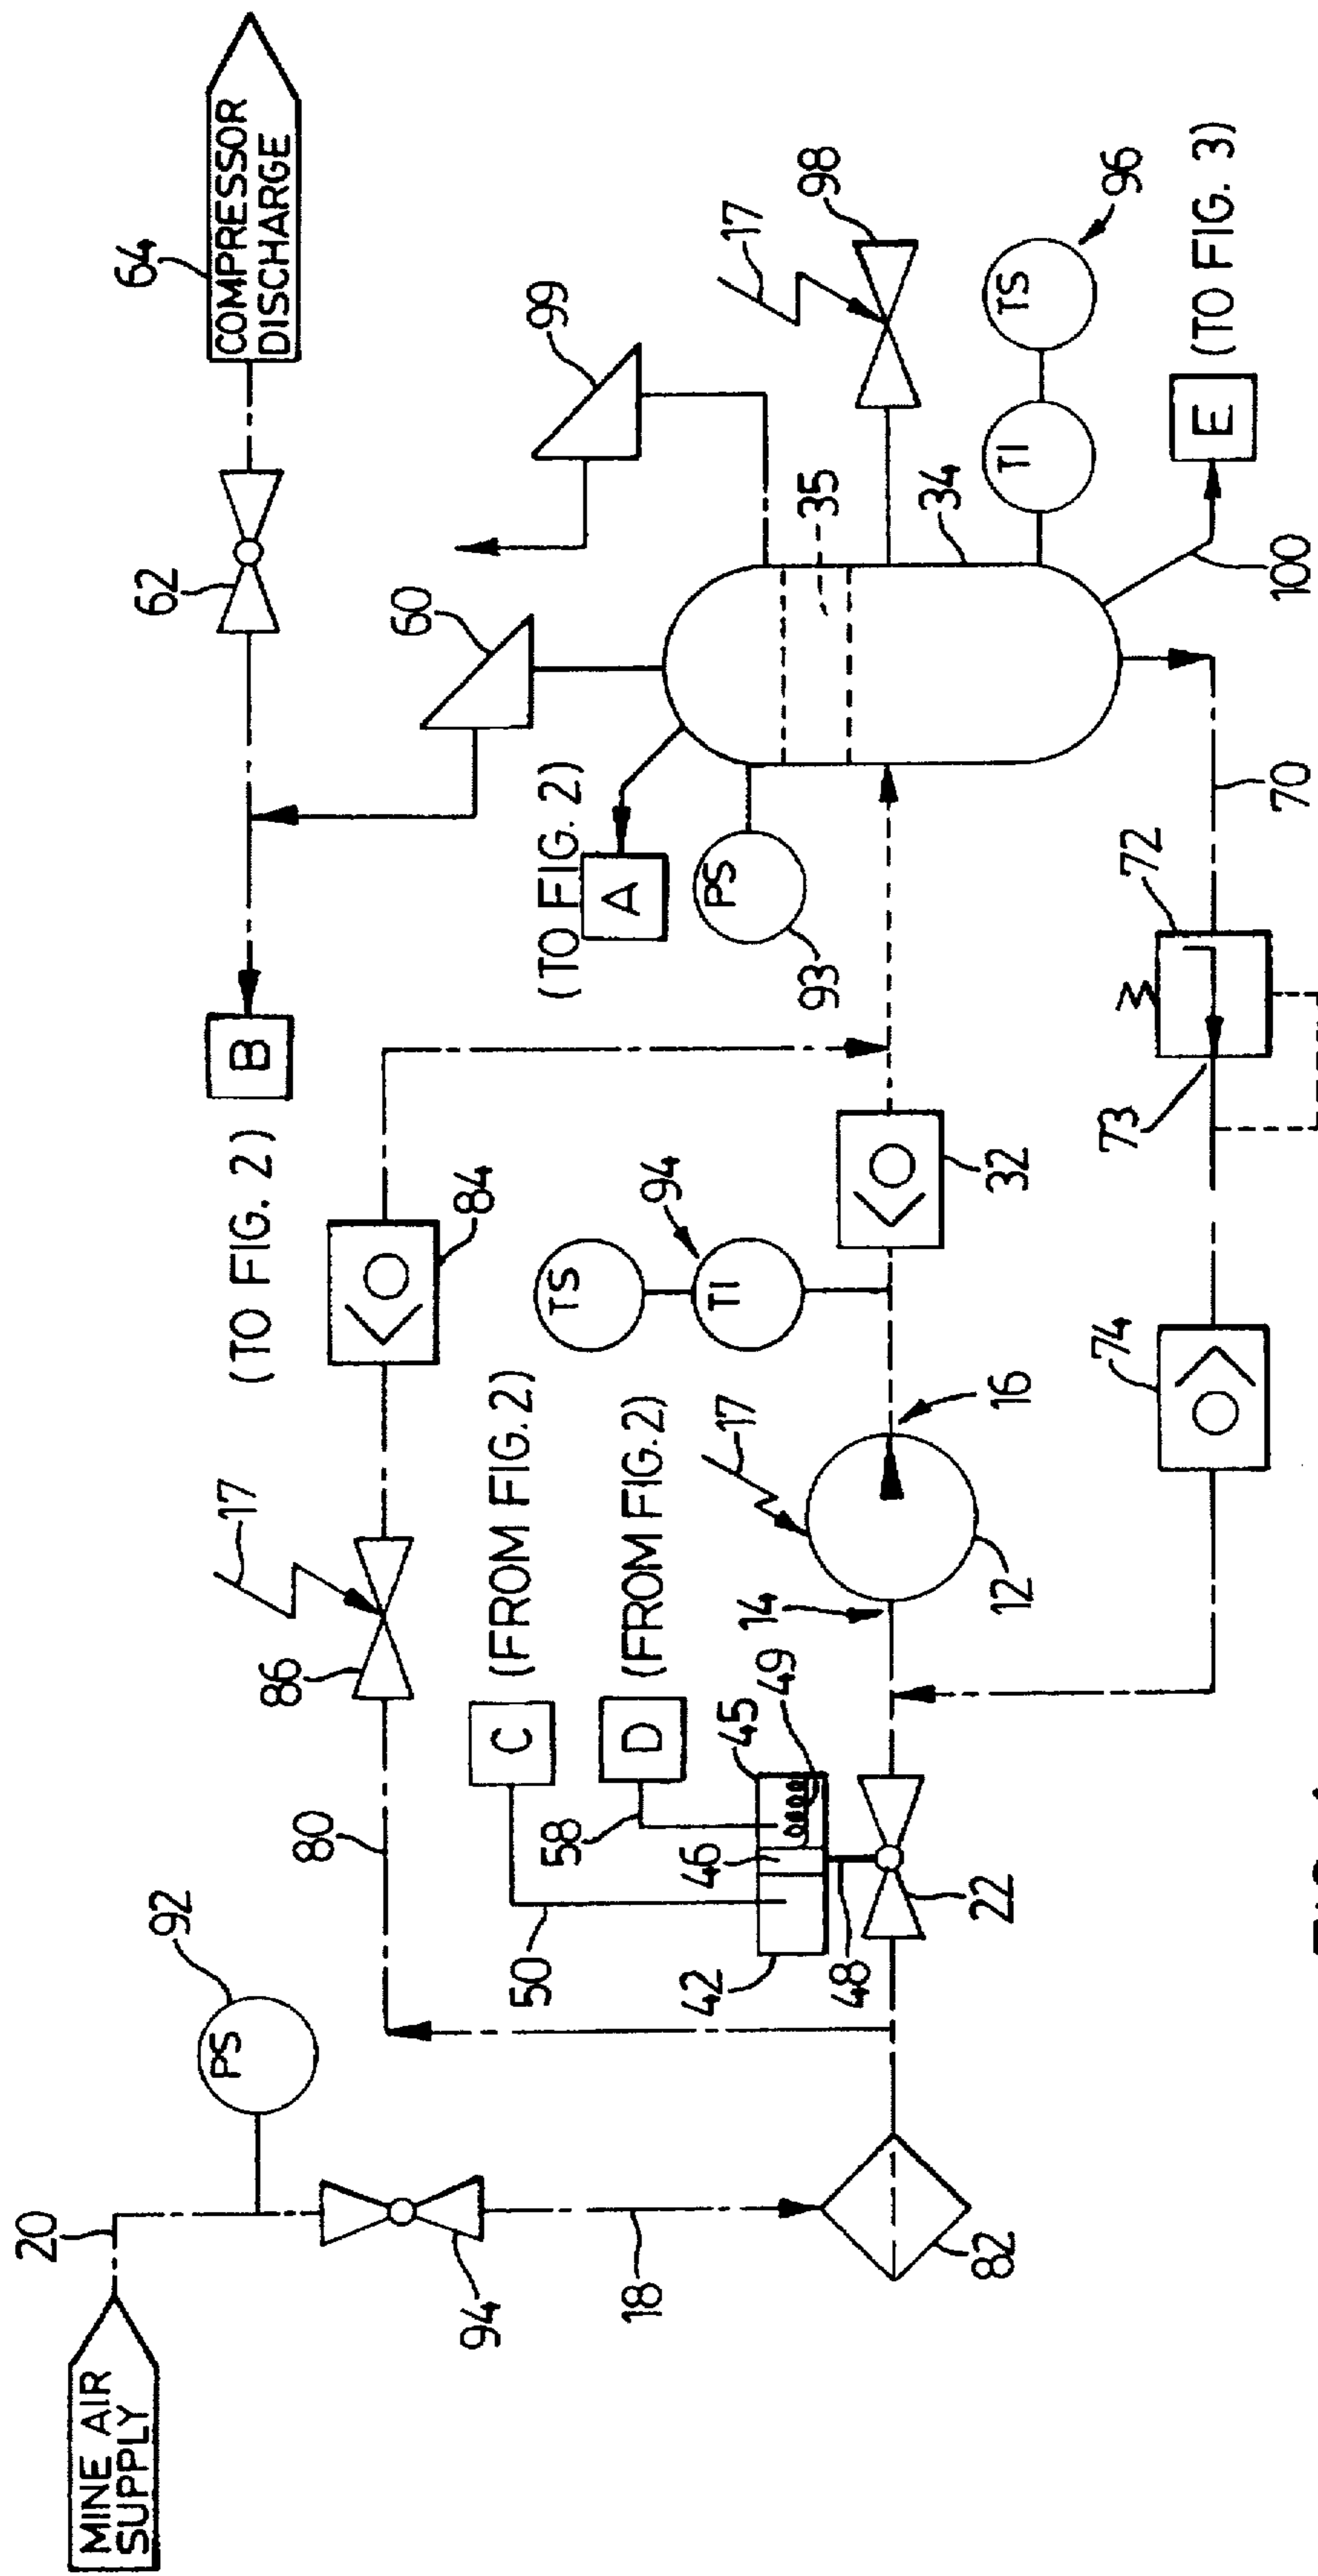 MINE AIR
SUPPLY
20
PS
92
94
18
82
80
86
17
84
(TO FIG. 2)
B
62
64
COMPRESSOR
DISCHARGE
C
(FROM FIG. 2)
D
(FROM FIG. 2)
50
58
42
46
45
49
48
22
14
17
12
16
TS
TI
94
32
(TO FIG. 2)
A
PS
93
60
99
35
17
98
34
TI
TS
96
E
(TO FIG. 3)
100
70
72
73
74